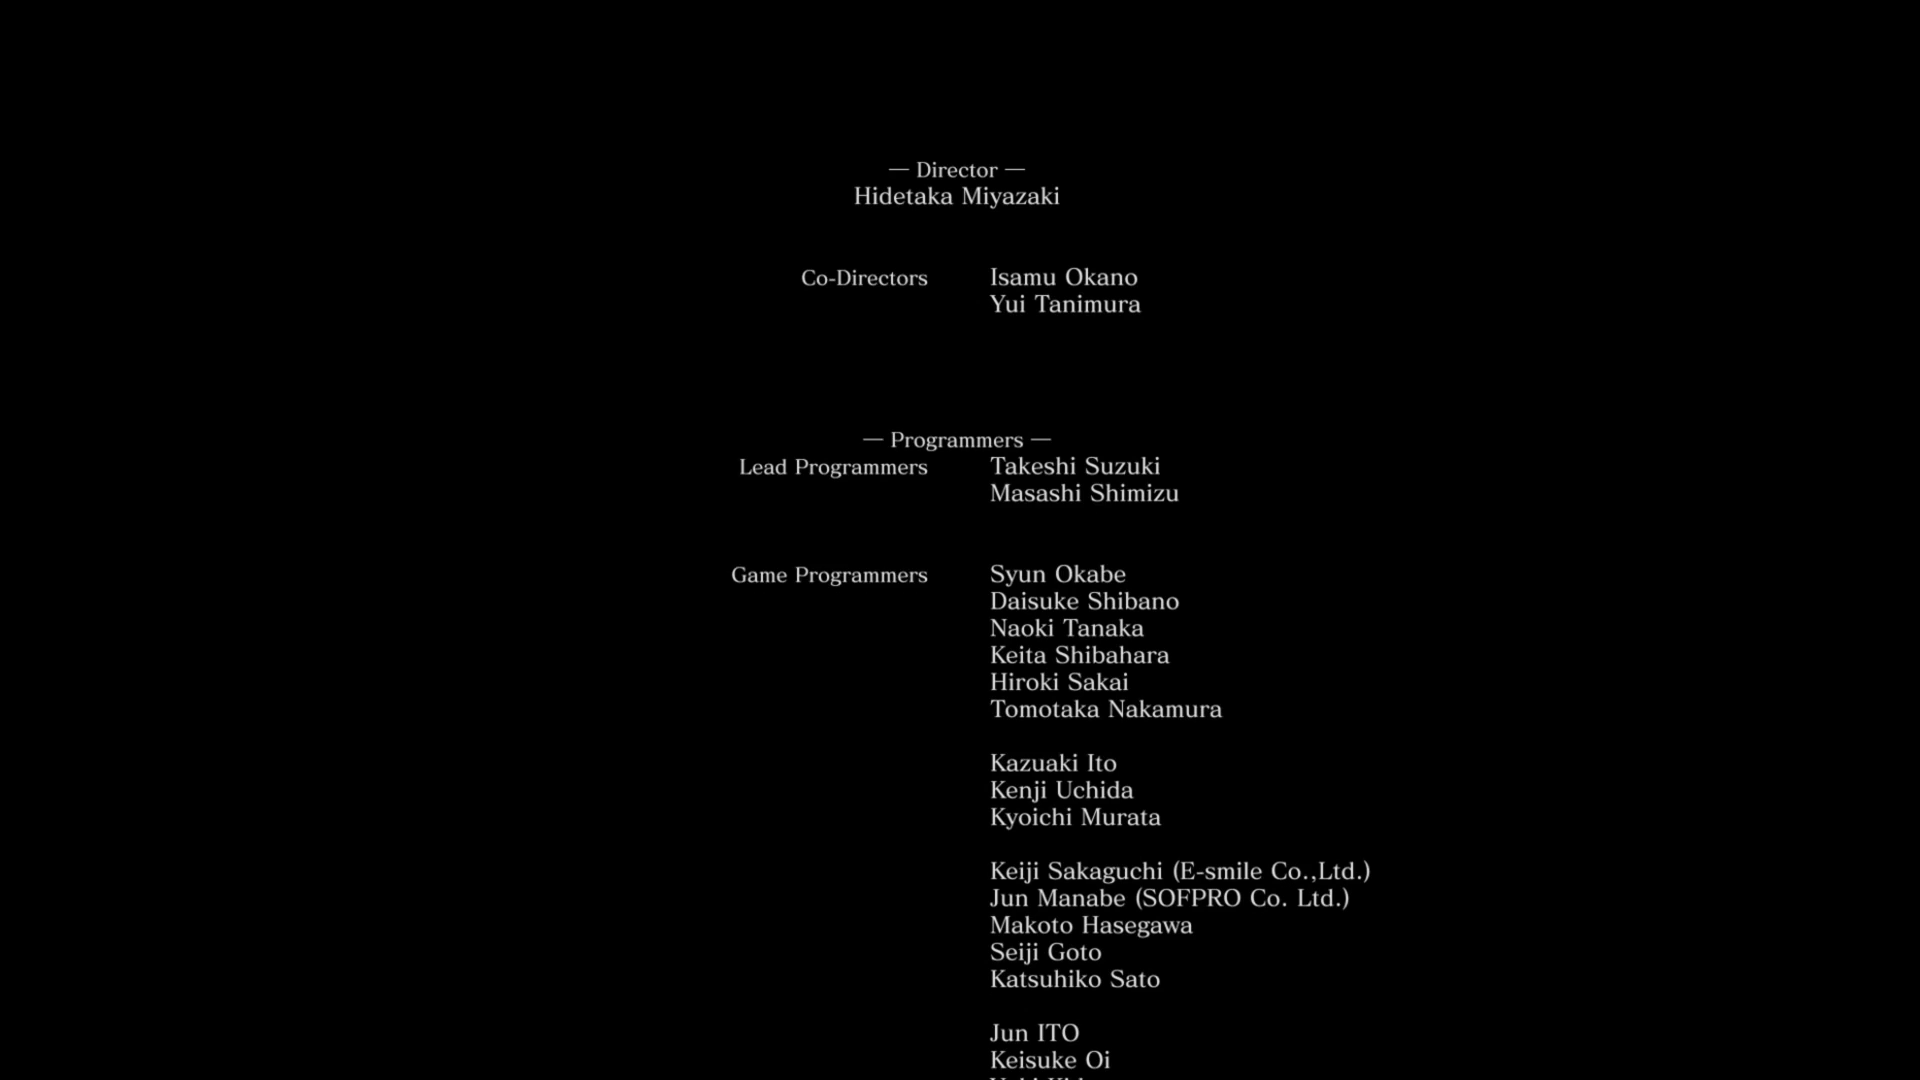 — Director —
Hidetaka Miyazaki
Co-Directors Isamu Okano
Yui Tanimura
— Programmers —
Lead Programmers Takeshi Suzuki
Masashi Shimizu
Game Programmers Syun Okabe
Daisuke Shibano
Naoki Tanaka
Keita Shibahara
Hiroki Sakai
Tomotaka Nakamura
Kazuaki Ito
Kenji Uchida
Kyoichi Murata
Keiji Sakaguchi (E-smile Co.,Ltd.)
Jun Manabe (SOFPRO Co. Ltd.)
Makoto Hasegawa
Seiji Goto
Katsuhiko Sato
Jun ITO
Keisuke Oi